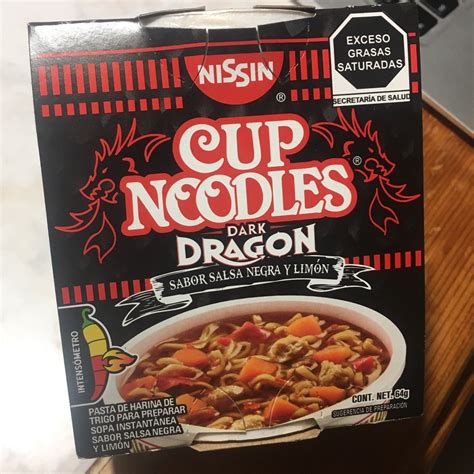 EXCESO
GRASAS
SATURADAS
SECRETARÍA DE SALUD
NISSIN
®
CUP
NOODLES®
DARK
DRAGON
SABOR SALSA NEGRA Y LIMÓN
INTENSÓMETRO
PASTA DE HARINA DE
TRIGO PARA PREPARAR
SOPA INSTANTÁNEA
SABOR SALSA NEGRA
Y LIMÓN
CONT. NET. 64g
SUGERENCIA DE PREPARACIÓN